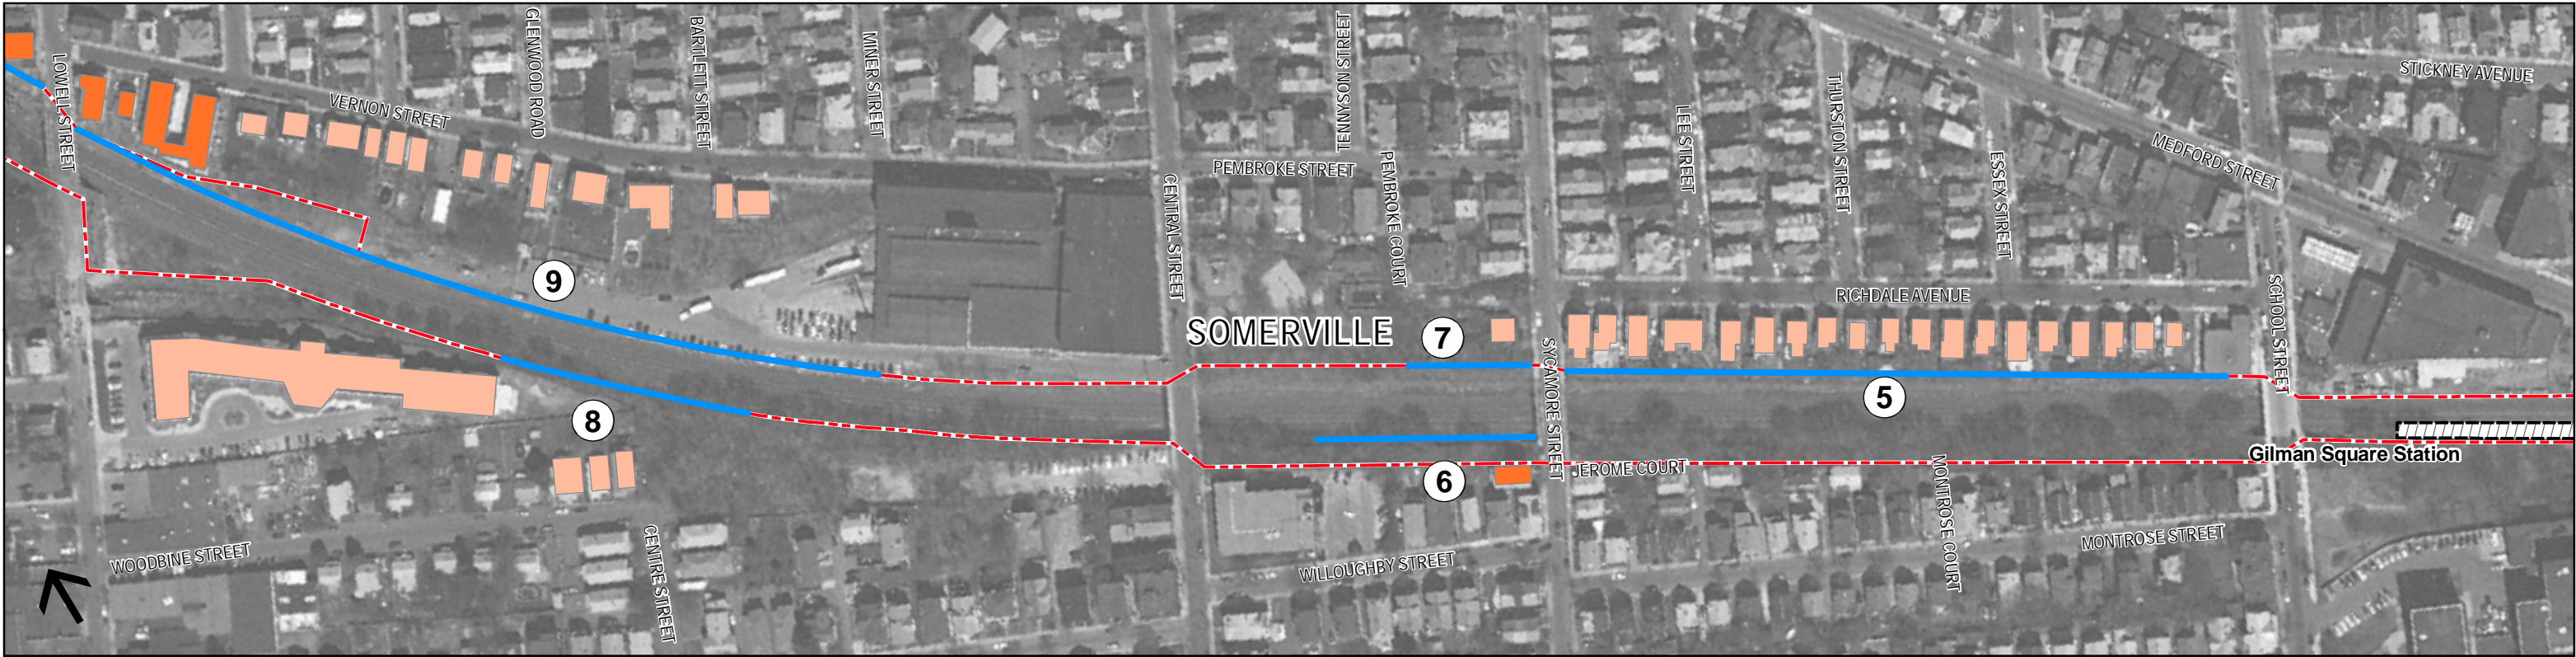 LOWELL STREET
VERNON STREET
GLENWOOD ROAD
BARTLETT STREET
MINER STREET
CENTRAL STREET
PEMBROKE STREET
TENNYSON STREET
PEMBROKE COURT
SYCAMORE STREET
LEE STREET
THURSTON STREET
ESSEX STREET
MEDFORD STREET
STICKNEY AVENUE
RICHDALE AVENUE
SCHOOL STREET
SOMERVILLE
9
7
5
8
6
JEROME COURT
Gilman Square Station
WOODBINE STREET
CENTRE STREET
WILLOUGHBY STREET
MONTROSE COURT
MONTROSE STREET